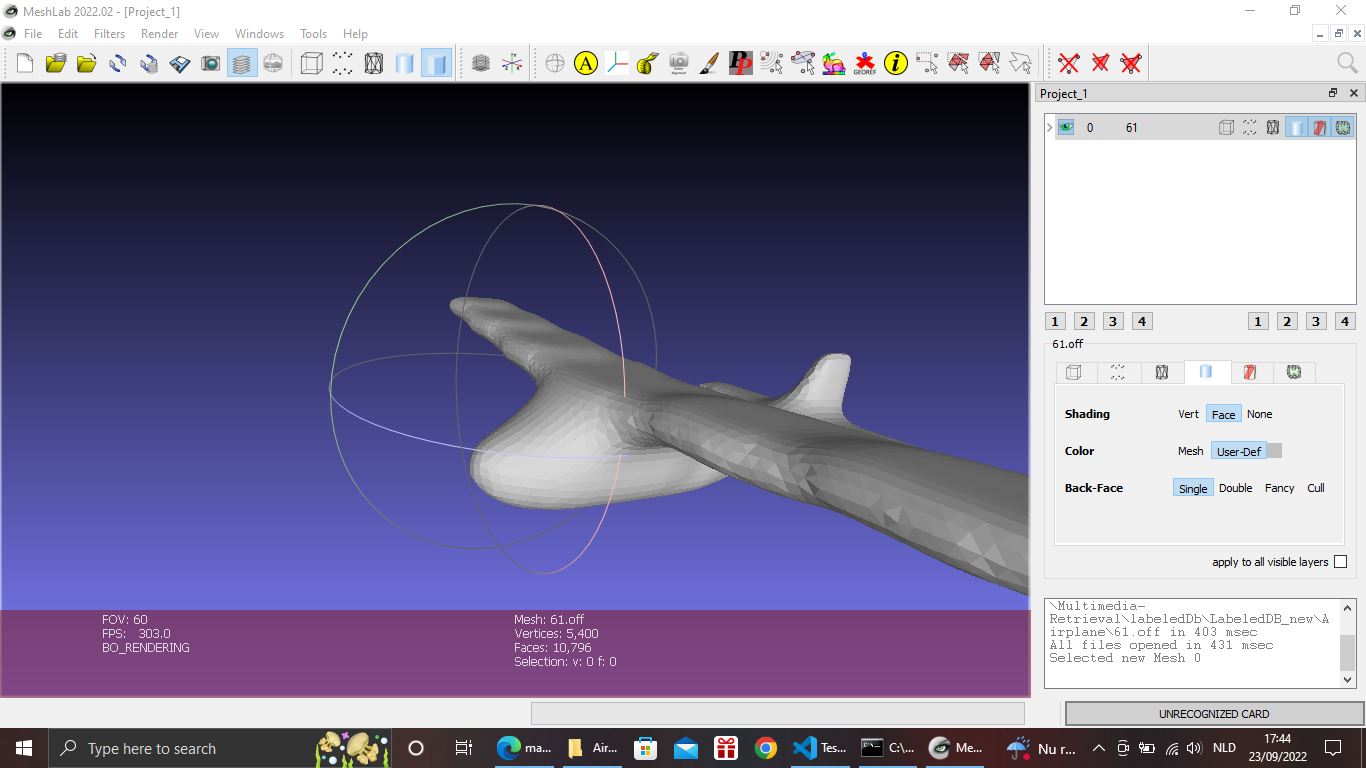 MeshLab 2022.02 - [Project_1]
File Edit Filters Render View Windows Tools Help
A PP GEOREF i
Project_1
0 61
1 2 3 4 1 2 3 4
61.off
Shading Vert Face None
Color Mesh User-Def
Back-Face Single Double Fancy Cull
apply to all visible layers
FOV: 60
FPS: 303.0
BO_RENDERING
Mesh: 61.off
Vertices: 5,400
Faces: 10,796
Selection: v: 0 f: 0
\Multimedia-
Retrieval\labeledDb\LabeledDB_new\A
irplane\61.off in 403 msec
All files opened in 431 msec
Selected new Mesh 0
UNRECOGNIZED CARD
Type here to search
ma...
Air...
Tes...
C:\...
Me...
Nu r...
NLD
17:44
23/09/2022